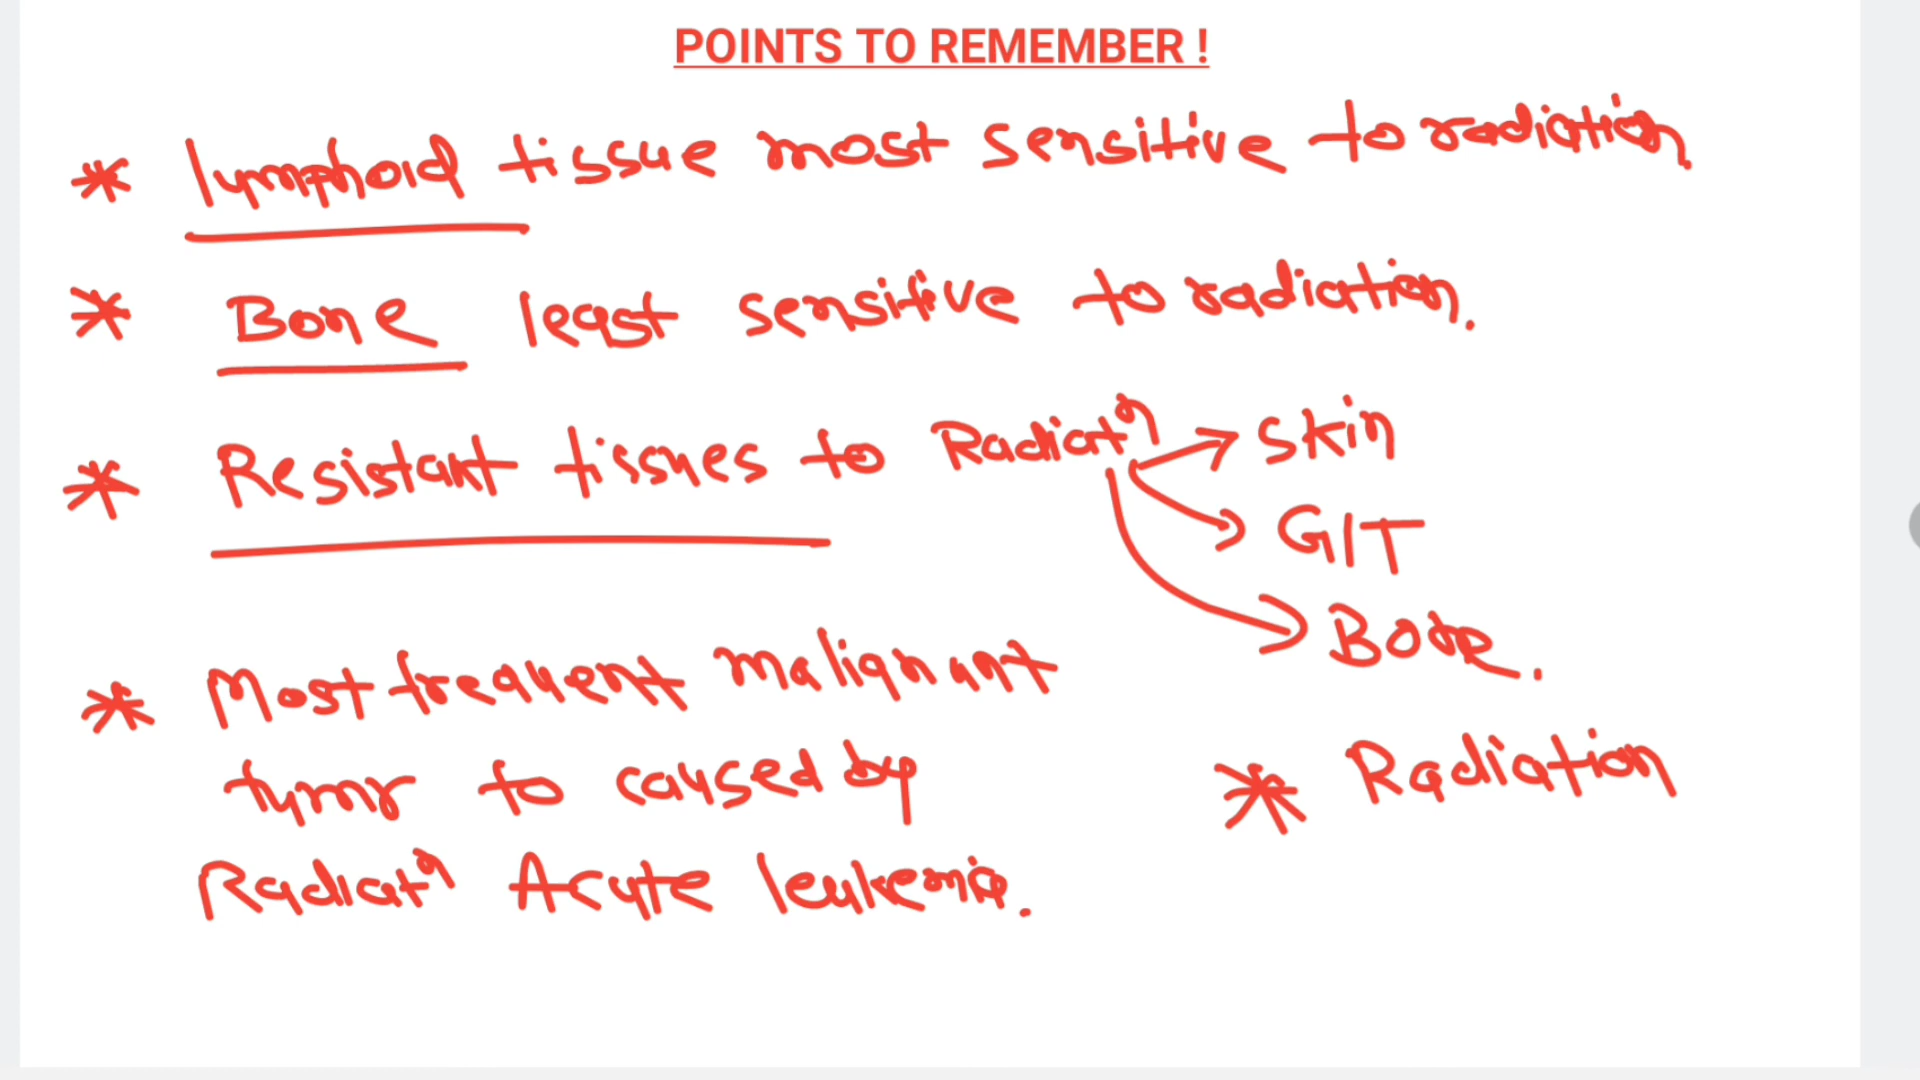 POINTS TO REMEMBER !
* lymphoid tissue most sensitive to radiation.
* Bone least sensitive to radiation.
* Resistant tissues to Radiatⁿ → Skin
→ GIT
→ Bone.
* Most frequent malignant
tumr to caused by
Radiatⁿ Acute leukemia.
* Radiation